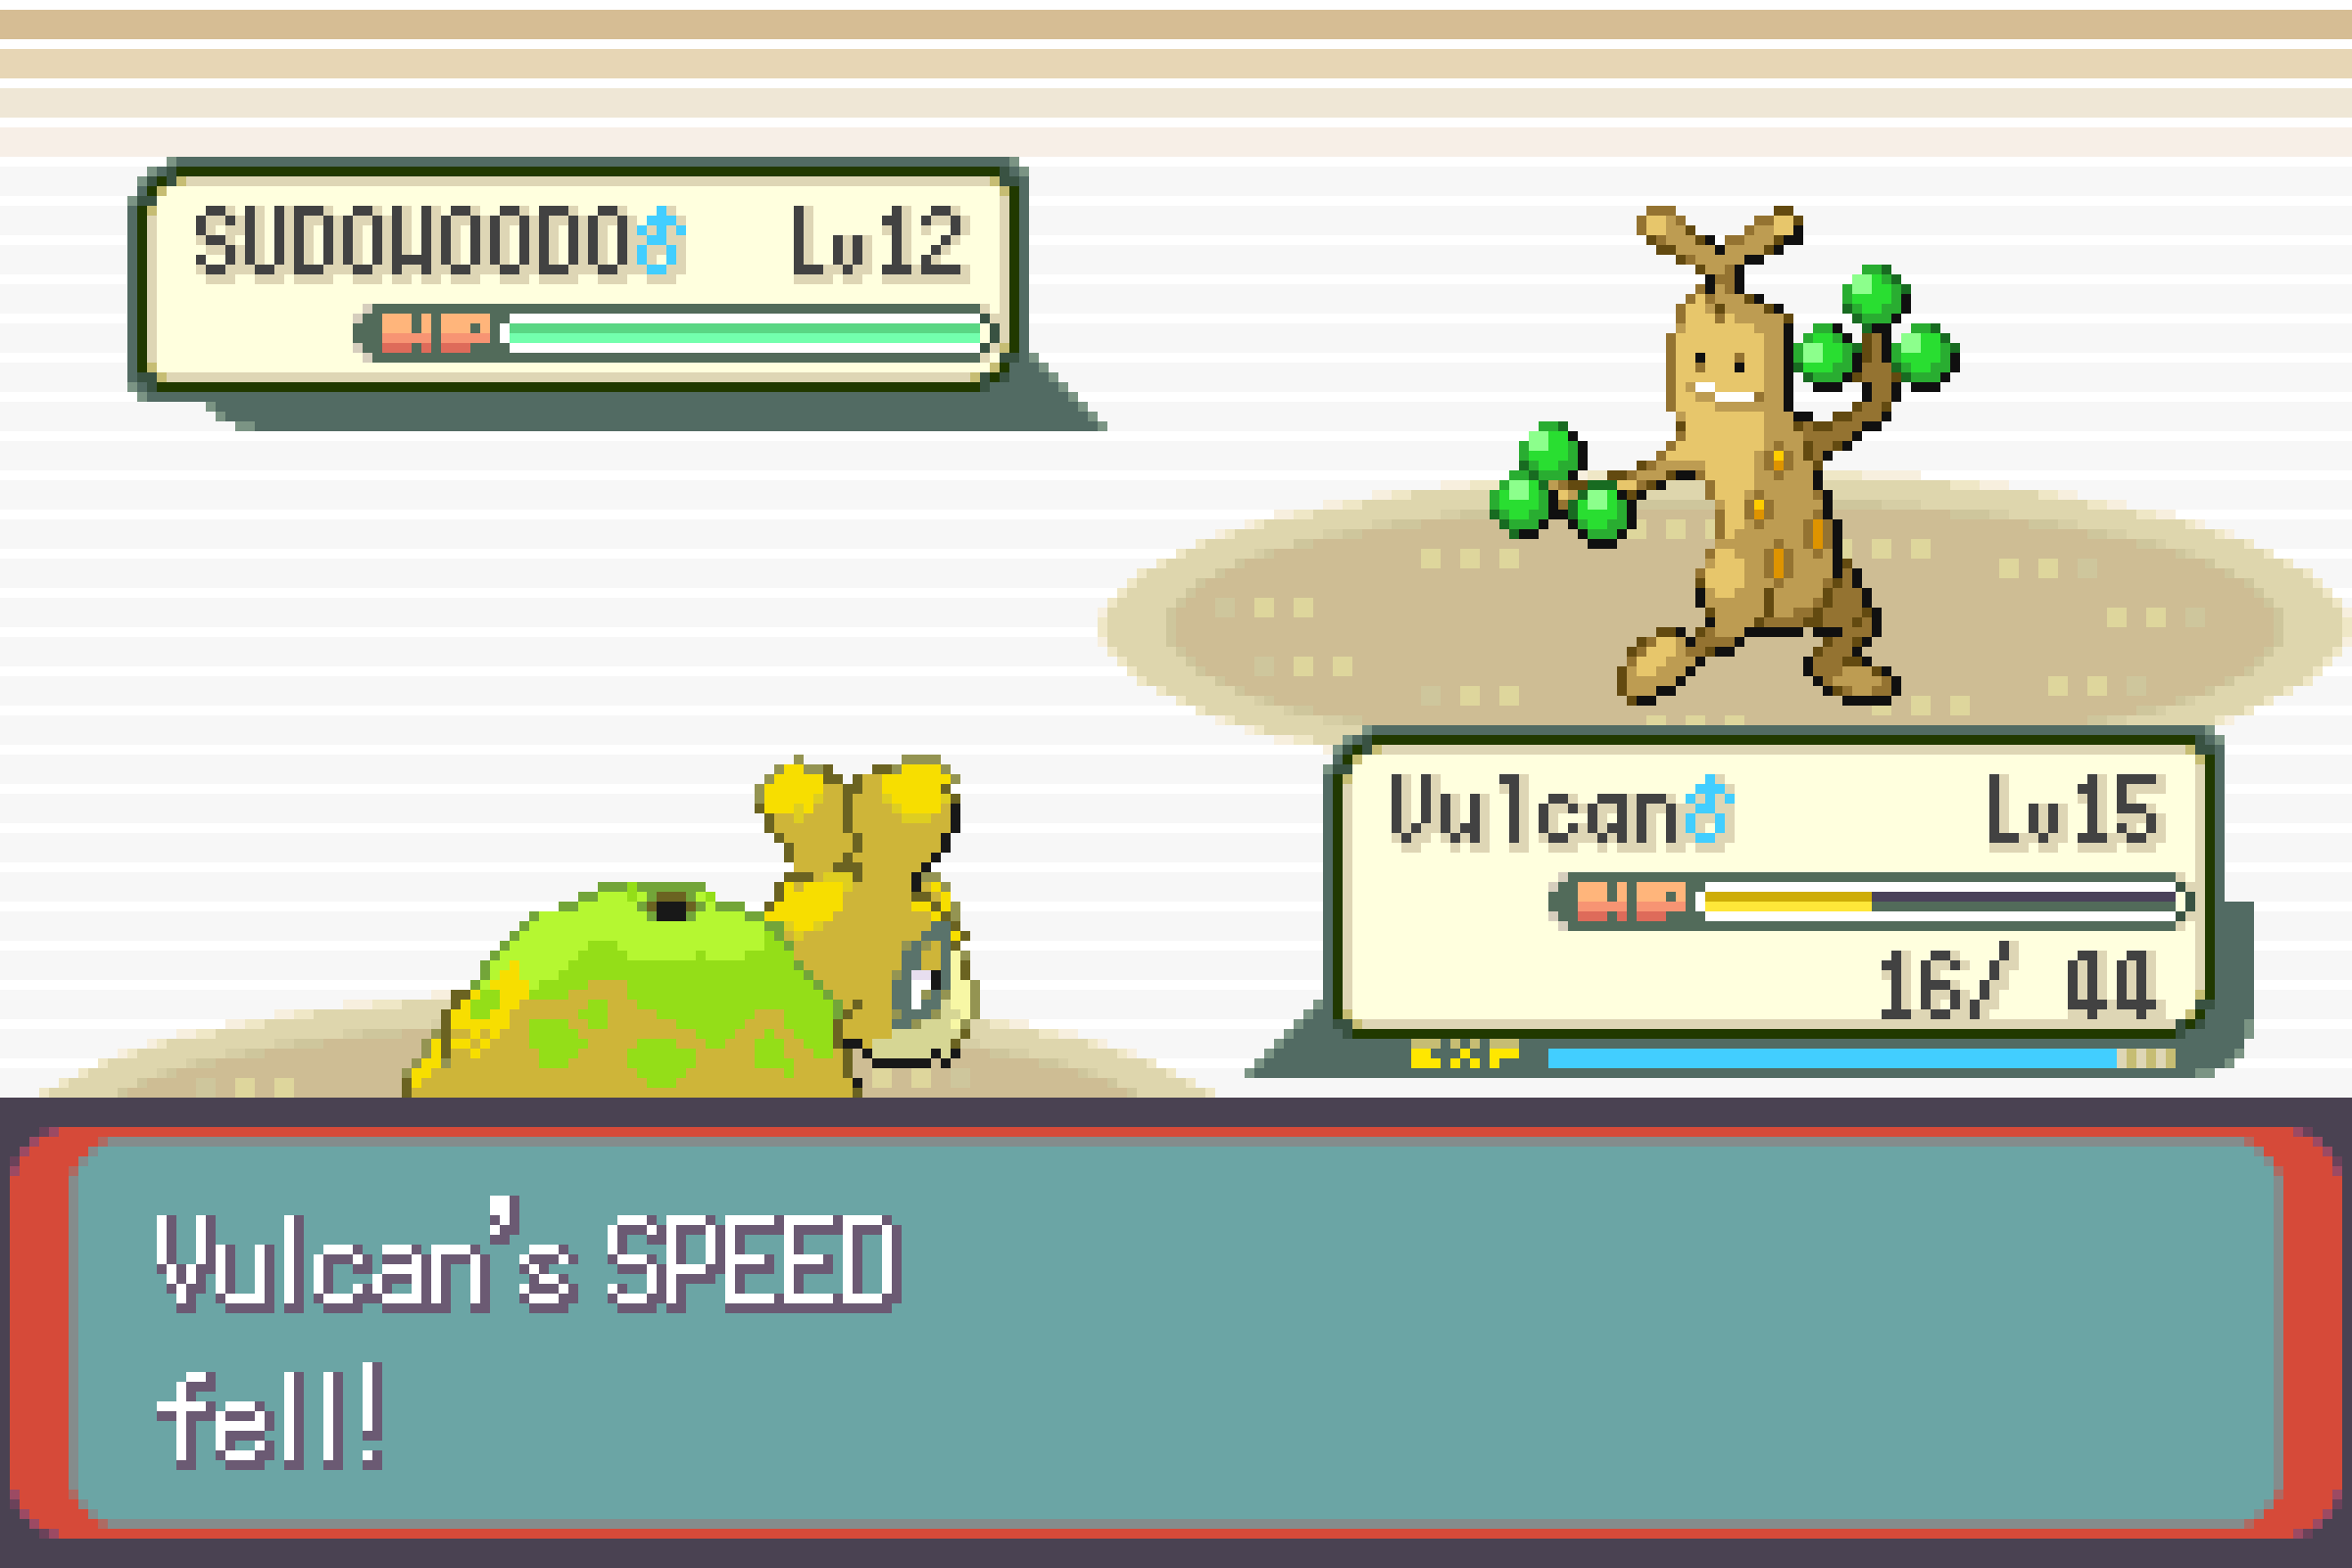 SUDOWOODO♂ Lv12
HP
Vulcan♂ Lv15
HP
16/ 44
EXP
Vulcan's SPEED
fell!